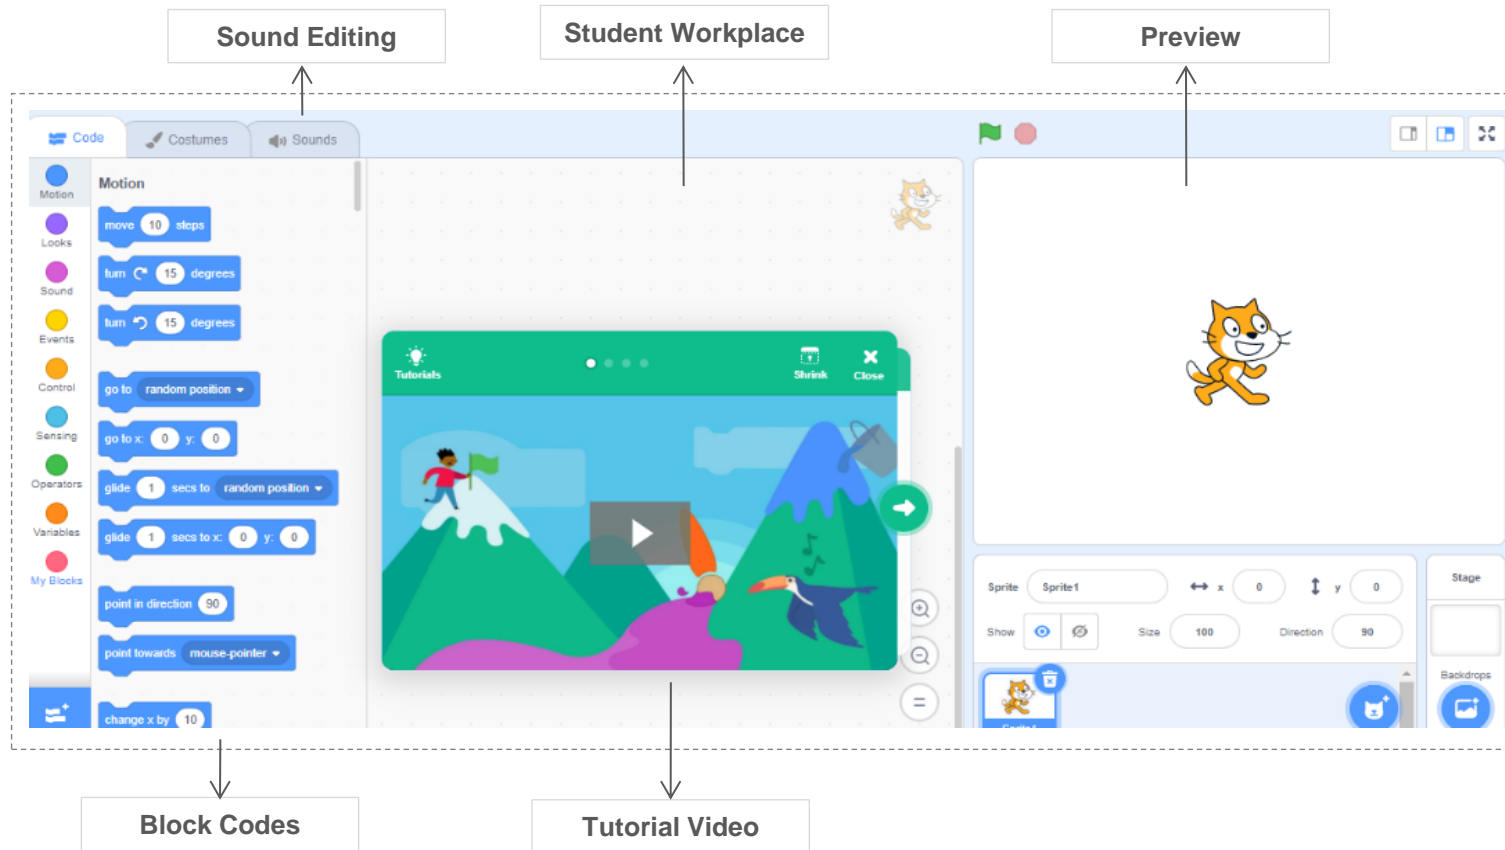 Sound Editing
Student Workplace
Preview
Code
Costumes
Sounds
Motion
Looks
Sound
Events
Control
Sensing
Operators
Variables
My Blocks
Motion
move 10 steps
turn 15 degrees
turn 15 degrees
go to random position
go to x: 0 y: 0
glide 1 secs to random position
glide 1 secs to x: 0 y: 0
point in direction 90
point towards mouse-pointer
change x by 10
Tutorials
Shrink
Close
Sprite Sprite1 x 0 y 0
Show Size 100 Direction 90
Sprite1
Stage
Backdrops
Block Codes
Tutorial Video